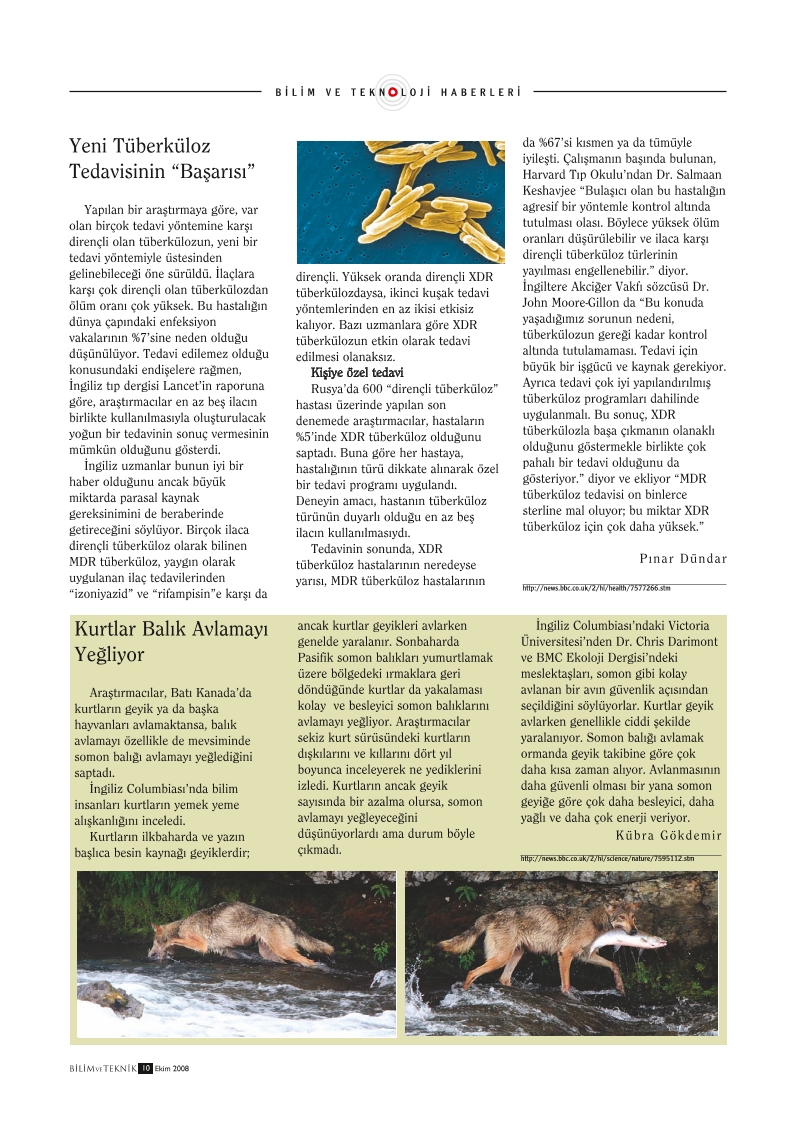 BİLİM VE TEKNOLOJİ HABERLERİ
Yeni Tüberküloz
Tedavisinin “Başarısı”
Yapılan bir araştırmaya göre, var
olan birçok tedavi yöntemine karşı
dirençli olan tüberkülozun, yeni bir
tedavi yöntemiyle üstesinden
gelinebileceği öne sürüldü. İlaçlara
karşı çok dirençli olan tüberkülozdan
ölüm oranı çok yüksek. Bu hastalığın
dünya çapındaki enfeksiyon
vakalarının %7’sine neden olduğu
düşünülüyor. Tedavi edilemez olduğu
konusundaki endişelere rağmen,
İngiliz tıp dergisi Lancet’in raporuna
göre, araştırmacılar en az beş ilacın
birlikte kullanılmasıyla oluşturulacak
yoğun bir tedavinin sonuç vermesinin
mümkün olduğunu gösterdi.
İngiliz uzmanlar bunun iyi bir
haber olduğunu ancak büyük
miktarda parasal kaynak
gereksinimini de beraberinde
getireceğini söylüyor. Birçok ilaca
dirençli tüberküloz olarak bilinen
MDR tüberküloz, yaygın olarak
uygulanan ilaç tedavilerinden
“izoniyazid” ve “rifampisin”e karşı da
dirençli. Yüksek oranda dirençli XDR
tüberkülozdaysa, ikinci kuşak tedavi
yöntemlerinden en az ikisi etkisiz
kalıyor. Bazı uzmanlara göre XDR
tüberkülozun etkin olarak tedavi
edilmesi olanaksız.
Kişiye özel tedavi
Rusya’da 600 “dirençli tüberküloz”
hastası üzerinde yapılan son
denemede araştırmacılar, hastaların
%5’inde XDR tüberküloz olduğunu
saptadı. Buna göre her hastaya,
hastalığının türü dikkate alınarak özel
bir tedavi programı uygulandı.
Deneyin amacı, hastanın tüberküloz
türünün duyarlı olduğu en az beş
ilacın kullanılmasıydı.
Tedavinin sonunda, XDR
tüberküloz hastalarının neredeyse
yarısı, MDR tüberküloz hastalarının
da %67’si kısmen ya da tümüyle
iyileşti. Çalışmanın başında bulunan,
Harvard Tıp Okulu’ndan Dr. Salmaan
Keshavjee “Bulaşıcı olan bu hastalığın
agresif bir yöntemle kontrol altında
tutulması olası. Böylece yüksek ölüm
oranları düşürülebilir ve ilaca karşı
dirençli tüberküloz türlerinin
yayılması engellenebilir.” diyor.
İngiltere Akciğer Vakfı sözcüsü Dr.
John Moore-Gillon da “Bu konuda
yaşadığımız sorunun nedeni,
tüberkülozun gereği kadar kontrol
altında tutulamaması. Tedavi için
büyük bir işgücü ve kaynak gerekiyor.
Ayrıca tedavi çok iyi yapılandırılmış
tüberküloz programları dahilinde
uygulanmalı. Bu sonuç, XDR
tüberkülozla başa çıkmanın olanaklı
olduğunu göstermekle birlikte çok
pahalı bir tedavi olduğunu da
gösteriyor.” diyor ve ekliyor “MDR
tüberküloz tedavisi on binlerce
sterline mal oluyor; bu miktar XDR
tüberküloz için çok daha yüksek.”
Pınar Dündar
http://news.bbc.co.uk/2/hi/health/7577266.stm
Kurtlar Balık Avlamayı
Yeğliyor
Araştırmacılar, Batı Kanada’da
kurtların geyik ya da başka
hayvanları avlamaktansa, balık
avlamayı özellikle de mevsiminde
somon balığı avlamayı yeğlediğini
saptadı.
İngiliz Columbiası’nda bilim
insanları kurtların yemek yeme
alışkanlığını inceledi.
Kurtların ilkbaharda ve yazın
başlıca besin kaynağı geyiklerdir;
ancak kurtlar geyikleri avlarken
genelde yaralanır. Sonbaharda
Pasifik somon balıkları yumurtlamak
üzere bölgedeki ırmaklara geri
döndüğünde kurtlar da yakalaması
kolay ve besleyici somon balıklarını
avlamayı yeğliyor. Araştırmacılar
sekiz kurt sürüsündeki kurtların
dışkılarını ve kıllarını dört yıl
boyunca inceleyerek ne yediklerini
izledi. Kurtların ancak geyik
sayısında bir azalma olursa, somon
avlamayı yeğleyeceğini
düşünüyorlardı ama durum böyle
çıkmadı.
İngiliz Columbiası’ndaki Victoria
Üniversitesi’nden Dr. Chris Darimont
ve BMC Ekoloji Dergisi’ndeki
meslektaşları, somon gibi kolay
avlanan bir avın güvenlik açısından
seçildiğini söylüyorlar. Kurtlar geyik
avlarken genellikle ciddi şekilde
yaralanıyor. Somon balığı avlamak
ormanda geyik takibine göre çok
daha kısa zaman alıyor. Avlanmasının
daha güvenli olması bir yana somon
geyiğe göre çok daha besleyici, daha
yağlı ve daha çok enerji veriyor.
Kübra Gökdemir
http://news.bbc.co.uk/2/hi/science/nature/7595112.stm
BİLİM VE TEKNİK 10 Ekim 2008